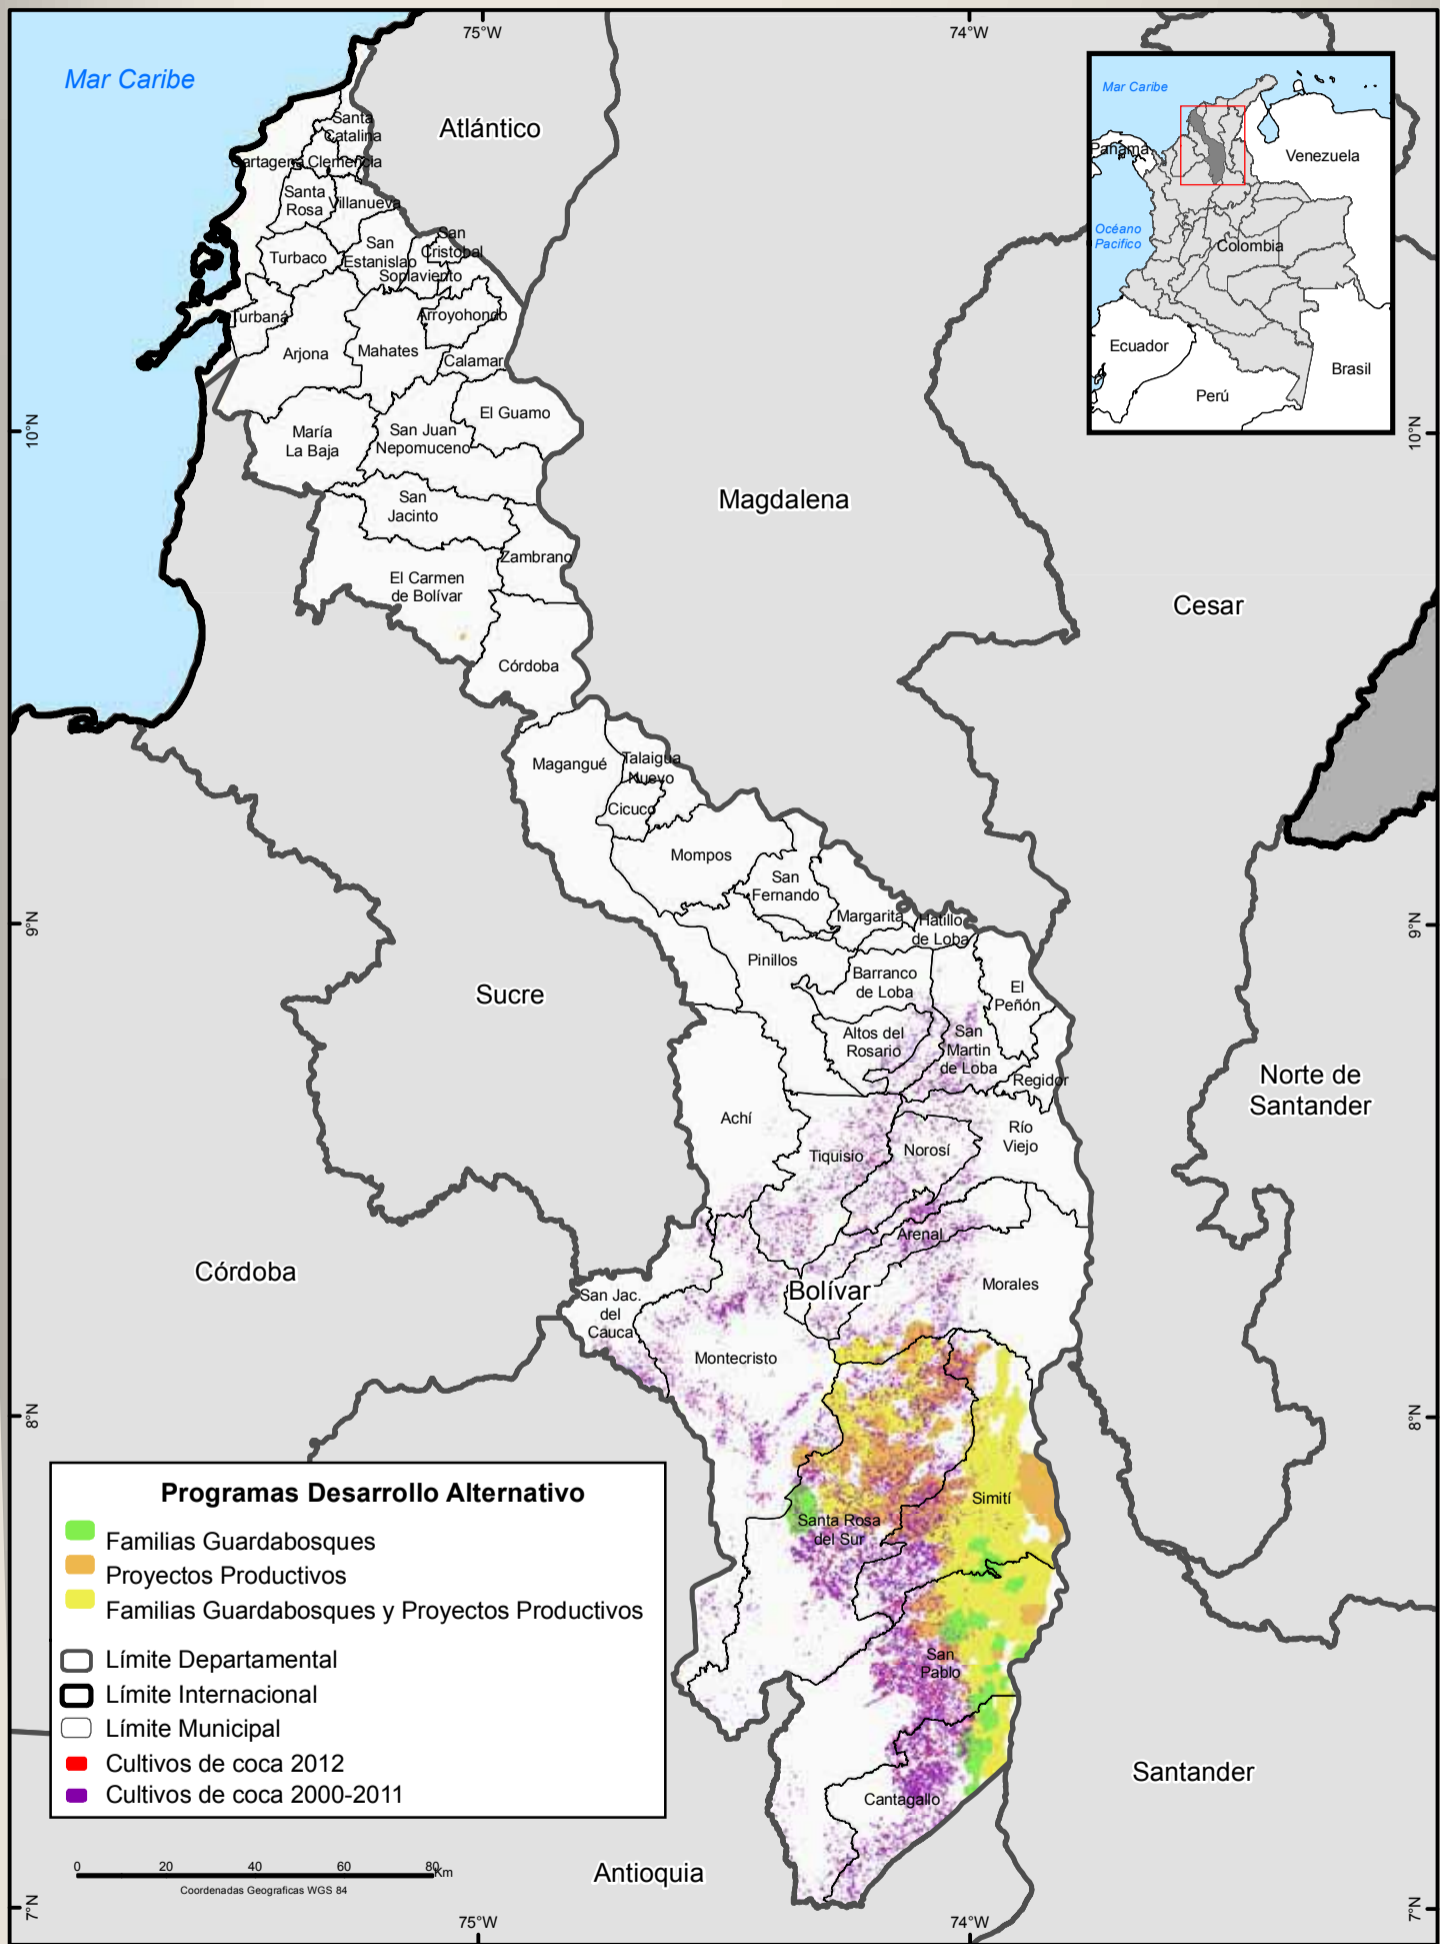 75°W
74°W
Mar Caribe
Atlántico
Santa
Catalina
Cartagena
Clemencia
Santa
Rosa
Villanueva
San
Cristobal
San
Estanislao
Soplaviento
Turbaco
Turbaná
Arroyohondo
Arjona
Mahates
Calamar
El Guamo
María
La Baja
San Juan
Nepomuceno
San
Jacinto
Zambrano
El Carmen
de Bolívar
Córdoba
Mar Caribe
Panamá
Venezuela
Océano
Pacífico
Colombia
Ecuador
Perú
Brasil
10°N
10°N
Magdalena
Cesar
Magangué
Talaigua
Nuevo
Cicuco
Mompos
San
Fernando
Margarita
Hatillo
de Loba
9°N
9°N
Pinillos
Barranco
de Loba
El
Peñón
Sucre
Altos del
Rosario
San
Martin
de Loba
Regidor
Norte de
Santander
Achí
Río
Viejo
Tiquisio
Norosí
Arenal
Córdoba
Morales
Bolívar
San Jac.
del
Cauca
Montecristo
8°N
8°N
Simití
Santa Rosa
del Sur
San
Pablo
Cantagallo
Santander
Antioquia
Programas Desarrollo Alternativo
Familias Guardabosques
Proyectos Productivos
Familias Guardabosques y Proyectos Productivos
Límite Departamental
Límite Internacional
Límite Municipal
Cultivos de coca 2012
Cultivos de coca 2000-2011
0 20 40 60 80 Km
Coordenadas Geograficas WGS 84
7°N
7°N
75°W
74°W